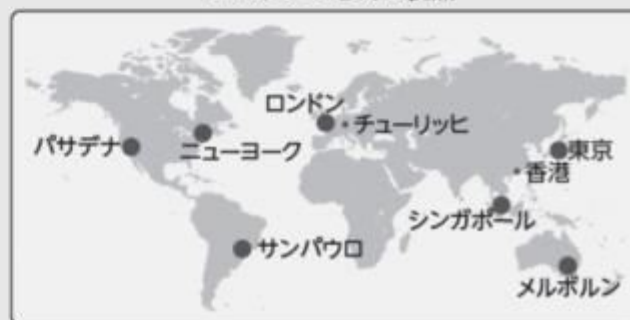 ロンドン
チューリッヒ
パサデナ
ニューヨーク
東京
香港
シンガポール
サンパウロ
メルボルン